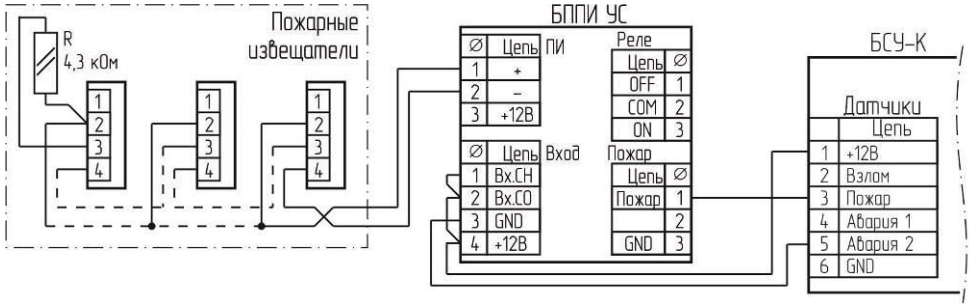 Пожарные
извещатели
R
4,3 кОм
1
2
3
4
1
2
3
4
1
2
3
4
БППИ УС
Ø Цепь ПИ
1 +
2 –
3 +12В
Реле
Цепь Ø
OFF 1
COM 2
ON 3
Ø Цепь Вход
1 Вх.СН
2 Вх.СО
3 GND
4 +12В
Пожар
Цепь Ø
Пожар 1
2
GND 3
БСУ-К
Датчики
Цепь
1 +12В
2 Взлом
3 Пожар
4 Авария 1
5 Авария 2
6 GND